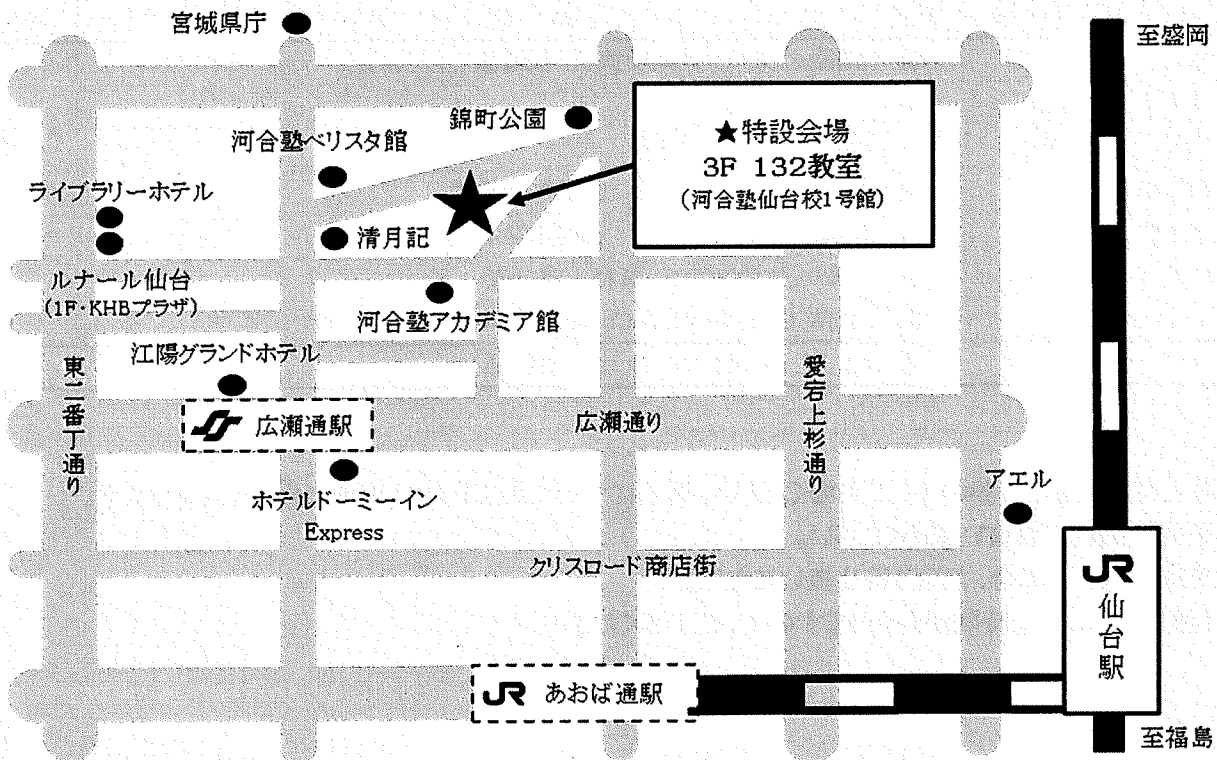 宮城県庁
至盛岡
錦町公園
★特設会場
3F 132教室
(河合塾仙台校1号館)
河合塾ベリスタ館
ライブラリーホテル
清月記
ルナール仙台
(1F・KHBプラザ)
河合塾アカデミア館
江陽グランドホテル
東二番丁通り
広瀬通駅
広瀬通り
愛宕上杉通り
アエル
ホテルドーミーイン
Express
クリスロード商店街
JR
仙台駅
JR あおば通駅
至福島